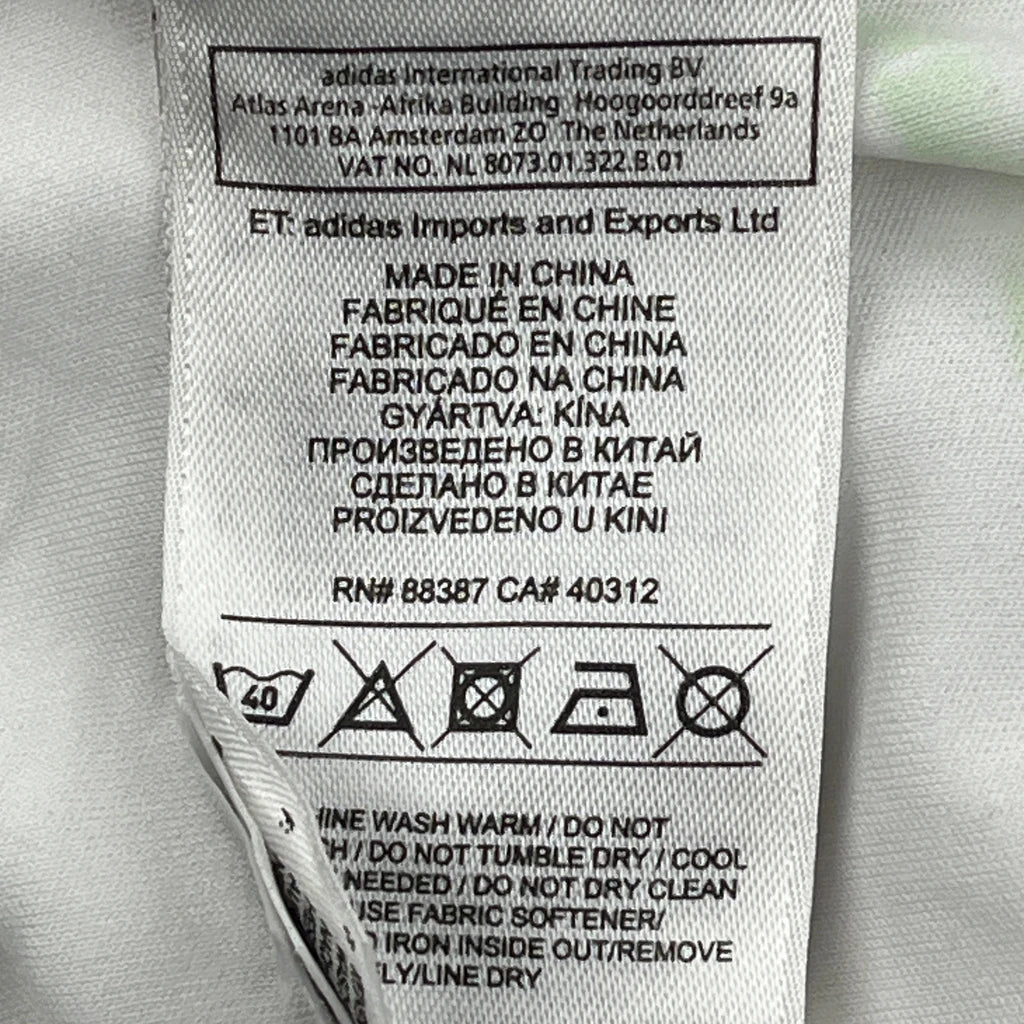 adidas International Trading BV
Atlas Arena -Afrika Building Hoogoorddreef 9a
1101 BA Amsterdam ZO The Netherlands
VAT NO. NL 8073.01.322.B.01
ET: adidas Imports and Exports Ltd
MADE IN CHINA
FABRIQUÉ EN CHINE
FABRICADO EN CHINA
FABRICADO NA CHINA
GYÁRTVA: KÍNA
ПРОИЗВЕДЕНО В КИТАЙ
СДЕЛАНО В КИТАЕ
PROIZVEDENO U KINI
RN# 88387 CA# 40312
40
WASH WARM / DO NOT
/ DO NOT TUMBLE DRY / COOL
NEEDED / DO NOT DRY CLEAN
FABRIC SOFTENER/
IRON INSIDE OUT/REMOVE
/LINE DRY